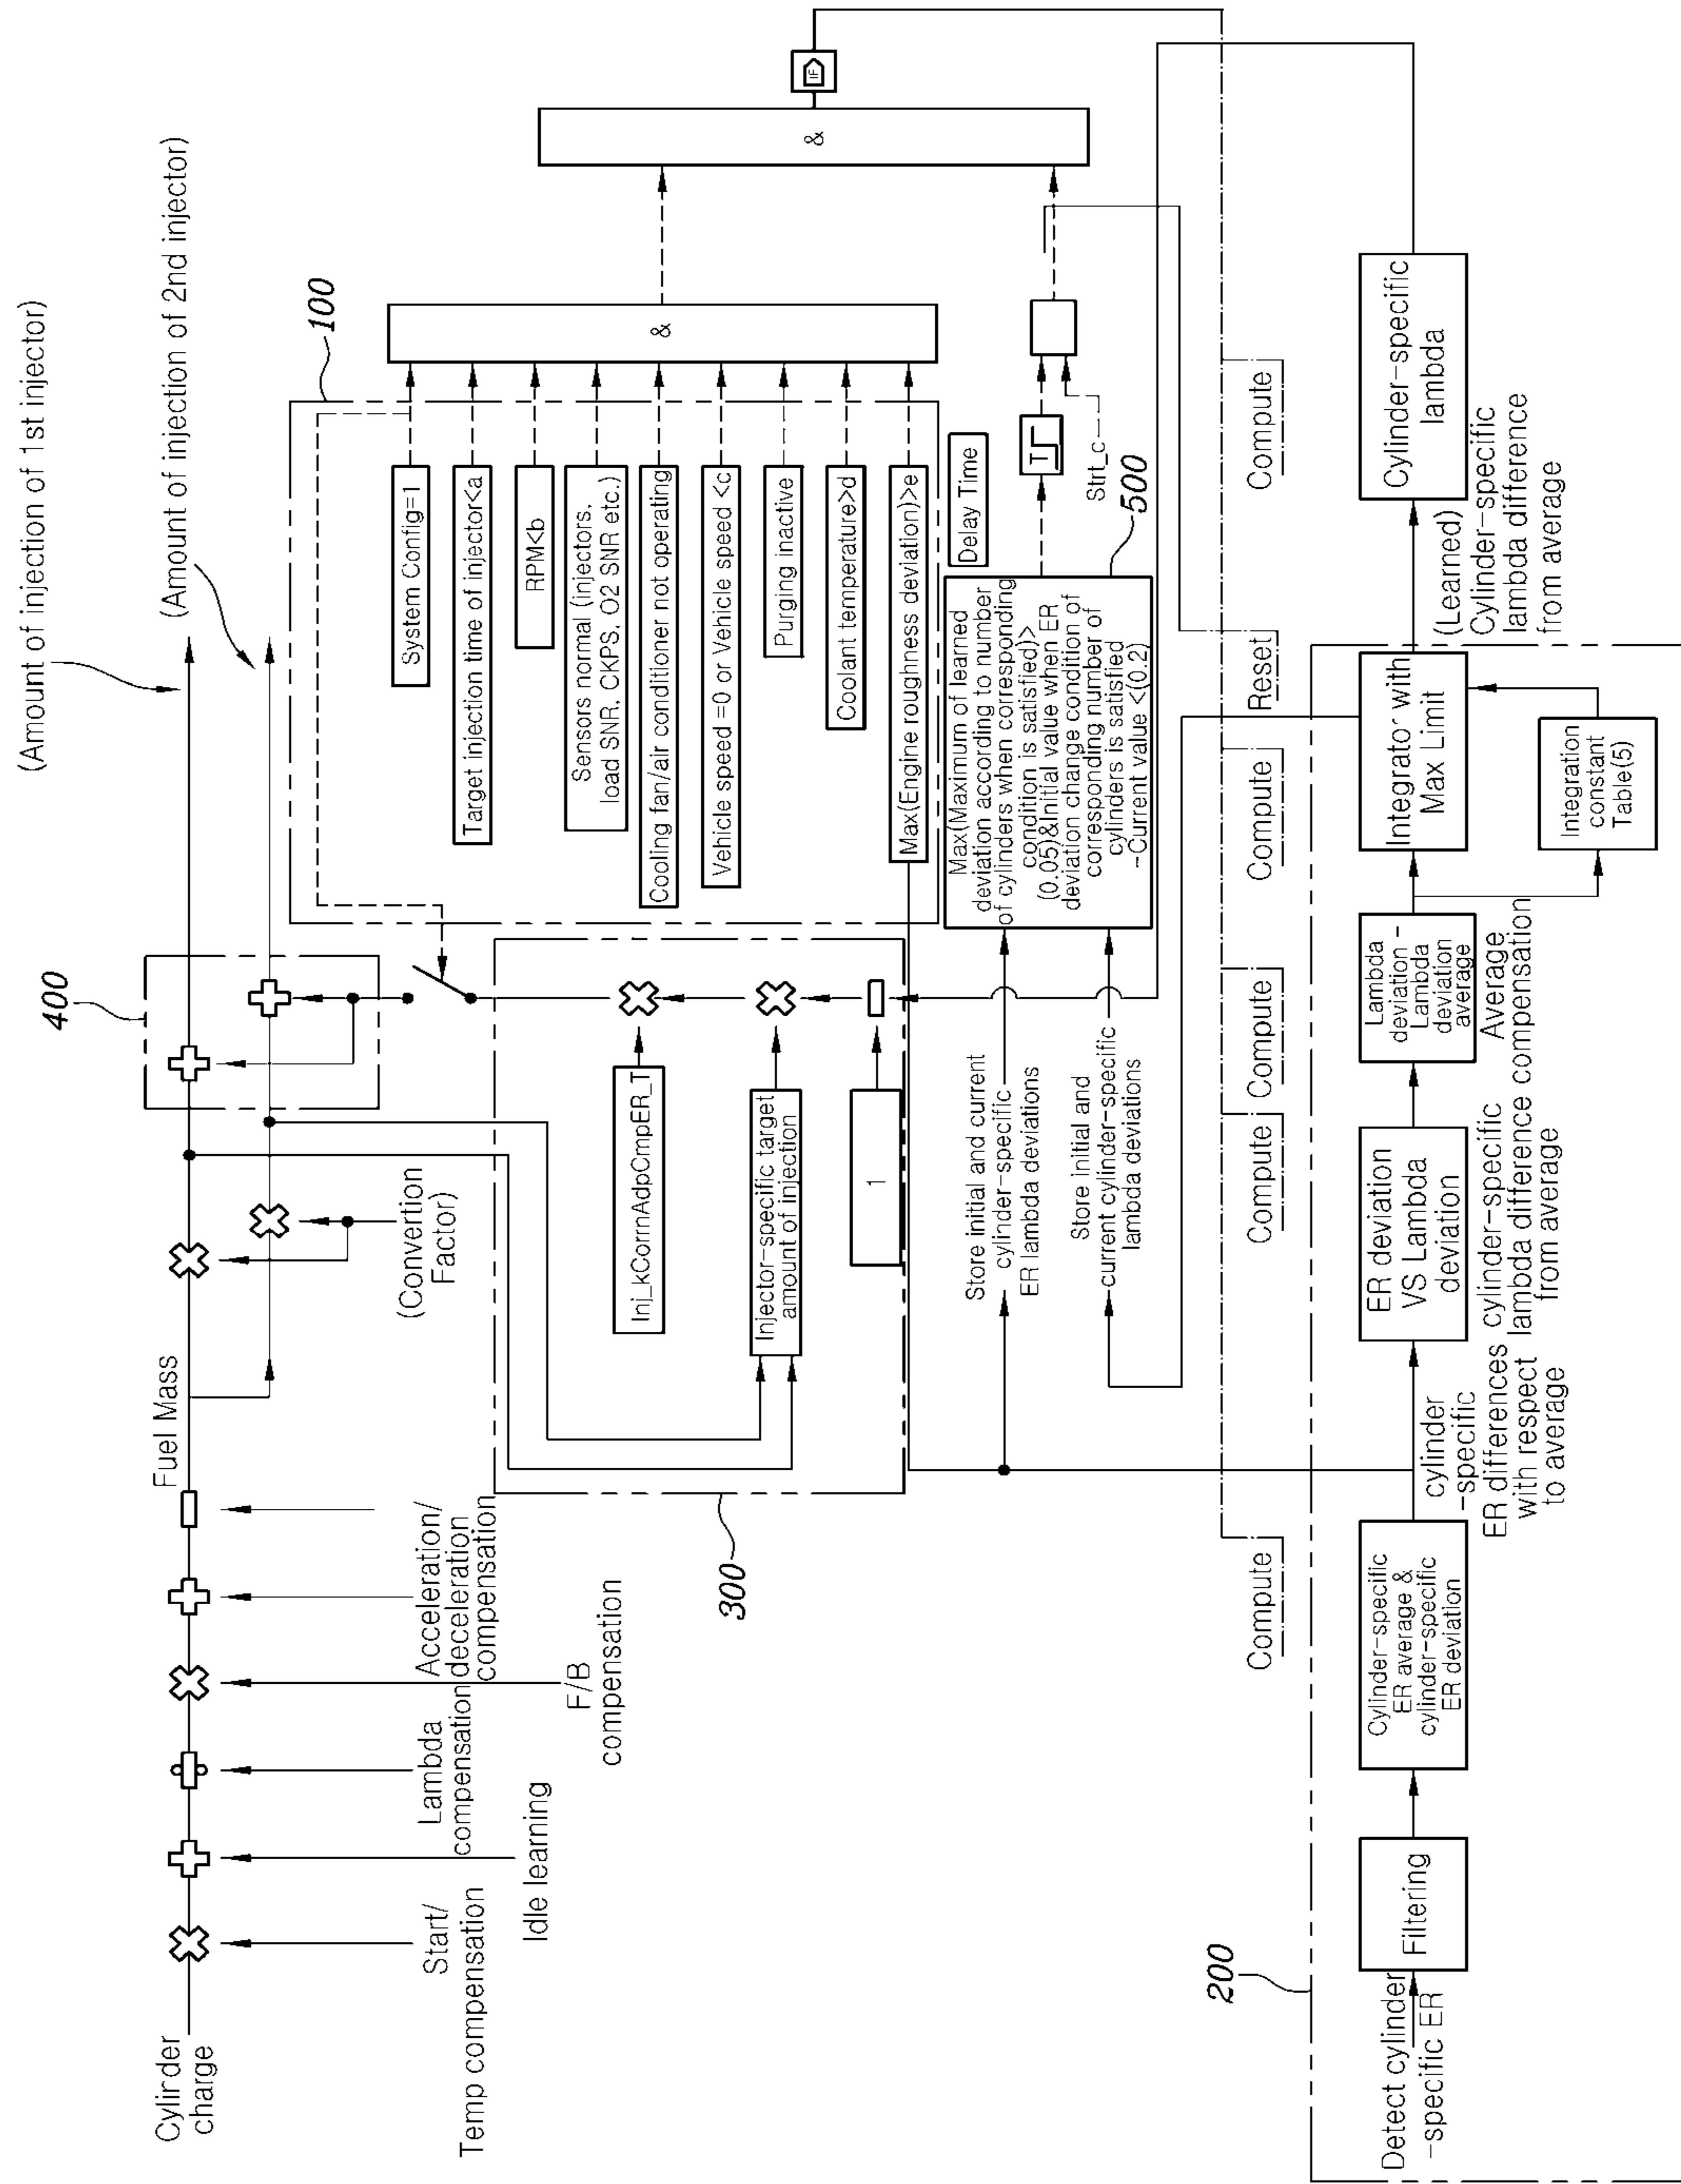 (Amount of injection of 1st injector)
(Amount of injection of 2nd injector)
400
Cylinder
charge
Fuel Mass
Start/
Temp compensation
Idle learning
Lambda
compensation
F/B
compensation
Acceleration/
deceleration
compensation
(Convertion
Factor)
100
System Config=1
Target injection time of injector<a
RPM<b
Sensors normal (injectors,
load SNR, CKPS, O2 SNR etc.)
Cooling fan/air conditioner not operating
Vehicle speed =0 or Vehicle speed <c
Purging inactive
Coolant temperature>d
Max(Engine roughness deviation)>e
&
&
IF
300
Inj_kCorrnAdpCmpER_T
Injector-specific target
amount of injection
1
Delay Time
T
Strt_c
500
Max(Maximum of learned
deviation according to number
of cylinders when corresponding
condition is satisfied)>
(0.05)&Initial value when ER
deviation change condition of
corresponding number of
cylinders is satisfied
-Current value <(0.2)
Store initial and current
cylinder-specific
ER lambda deviations
Store initial and
current cylinder-specific
lambda deviations
Compute
Compute
Compute
Compute
Reset
Compute
200
Detect cylinder
-specific ER
Filtering
Cylinder-specific
ER average &
cylinder-specific
ER deviation
cylinder
-specific
ER differences
with respect
to average
ER deviation
VS Lambda
deviation
cylinder-specific
lambda difference
from average
Lambda
deviation-
Lambda
deviation
average
Average
compensation
Integrator with
Max Limit
Integration
constant
Table(5)
(Learned)
Cylinder-specific
lambda difference
from average
Cylinder-specific
lambda